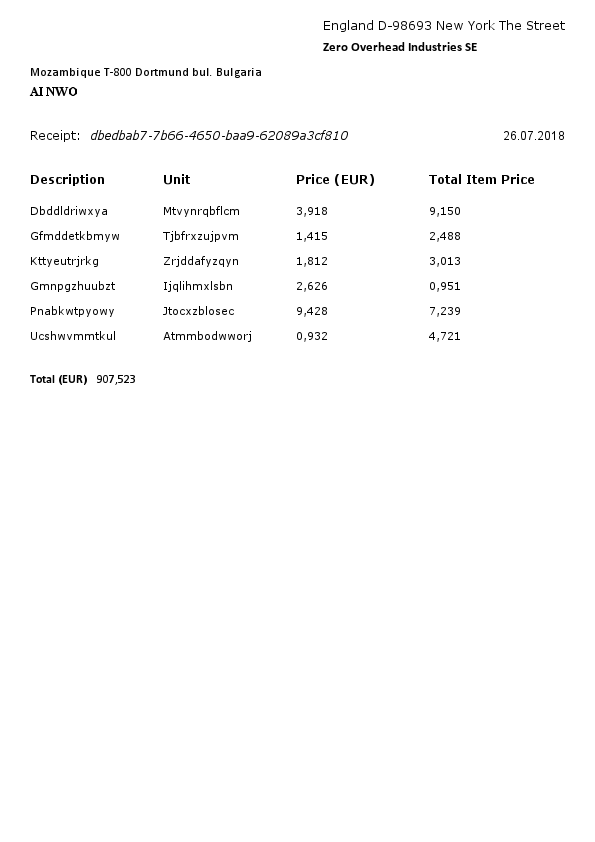 England D-98693 New York The Street
Zero Overhead Industries SE
Mozambique T-800 Dortmund bul. Bulgaria
AI NWO
Receipt: dbedbab7-7b66-4650-baa9-62089a3cf810 26.07.2018
Description Unit Price (EUR) Total Item Price
Dbddldriwxya Mtvynrqbflcm 3,918 9,150
Gfmddetkbmyw Tjbfrxzujpvm 1,415 2,488
Kttyeutrjrkg Zrjddafyzqyn 1,812 3,013
Gmnpgzhuubzt Ijqlihmxlsbn 2,626 0,951
Pnabkwtpyowy Jtocxzblosec 9,428 7,239
Ucshwvmmtkul Atmmbodwworj 0,932 4,721
Total (EUR) 907,523